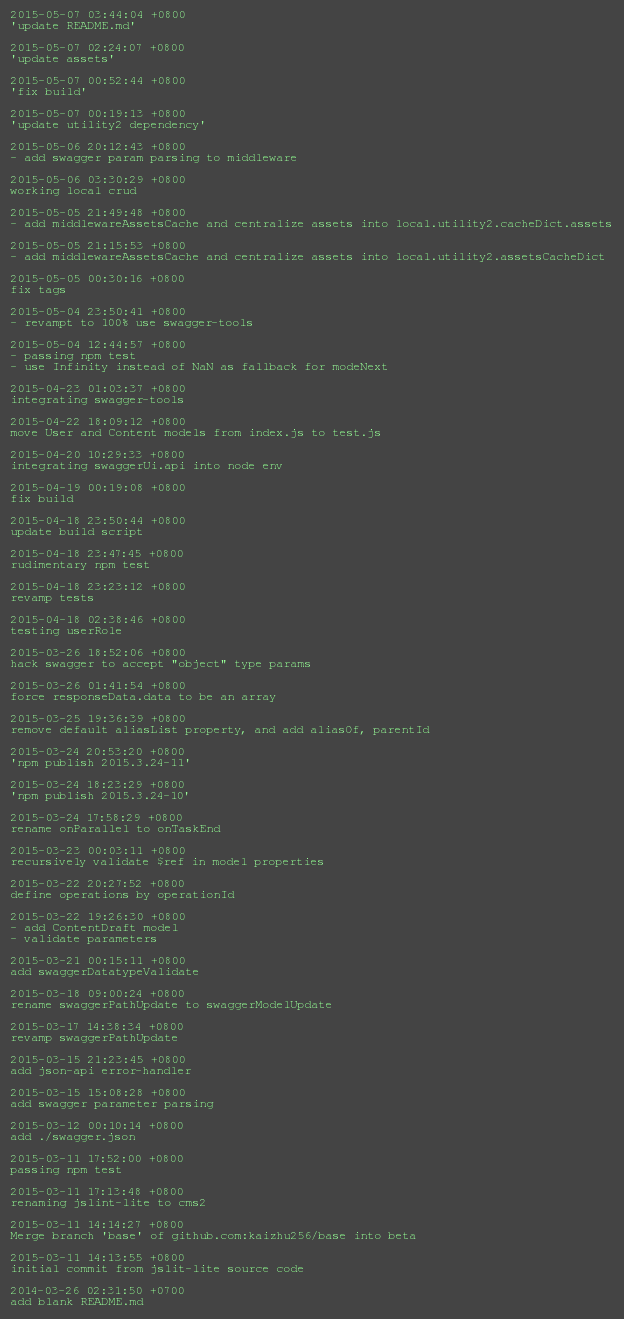 2015-05-07 03:44:04 +0800
'update README.md'
2015-05-07 02:24:07 +0800
'update assets'
2015-05-07 00:52:44 +0800
'fix build'
2015-05-07 00:19:13 +0800
'update utility2 dependency'
2015-05-06 20:12:43 +0800
- add swagger param parsing to middleware
2015-05-06 03:30:29 +0800
working local crud
2015-05-05 21:49:48 +0800
- add middlewareAssetsCache and centralize assets into local.utility2.cacheDict.assets
2015-05-05 21:15:53 +0800
- add middlewareAssetsCache and centralize assets into local.utility2.assetsCacheDict
2015-05-05 00:30:16 +0800
fix tags
2015-05-04 23:50:41 +0800
- revampt to 100% use swagger-tools
2015-05-04 12:44:57 +0800
- passing npm test
- use Infinity instead of NaN as fallback for modeNext
2015-04-23 01:03:37 +0800
integrating swagger-tools
2015-04-22 18:09:12 +0800
move User and Content models from index.js to test.js
2015-04-20 10:29:33 +0800
integrating swaggerUi.api into node env
2015-04-19 00:19:08 +0800
fix build
2015-04-18 23:50:44 +0800
update build script
2015-04-18 23:47:45 +0800
rudimentary npm test
2015-04-18 23:23:12 +0800
revamp tests
2015-04-18 02:38:46 +0800
testing userRole
2015-03-26 18:52:06 +0800
hack swagger to accept "object" type params
2015-03-26 01:41:54 +0800
force responseData.data to be an array
2015-03-25 19:36:39 +0800
remove default aliasList property, and add aliasOf, parentId
2015-03-24 20:53:20 +0800
'npm publish 2015.3.24-11'
2015-03-24 18:23:29 +0800
'npm publish 2015.3.24-10'
2015-03-24 17:58:29 +0800
rename onParallel to onTaskEnd
2015-03-23 00:03:11 +0800
recursively validate $ref in model properties
2015-03-22 20:27:52 +0800
define operations by operationId
2015-03-22 19:26:30 +0800
- add ContentDraft model
- validate parameters
2015-03-21 00:15:11 +0800
add swaggerDatatypeValidate
2015-03-18 09:00:24 +0800
rename swaggerPathUpdate to swaggerModelUpdate
2015-03-17 14:38:34 +0800
revamp swaggerPathUpdate
2015-03-15 21:23:45 +0800
add json-api error-handler
2015-03-15 15:08:28 +0800
add swagger parameter parsing
2015-03-12 00:10:14 +0800
add ./swagger.json
2015-03-11 17:52:00 +0800
passing npm test
2015-03-11 17:13:48 +0800
renaming jslint-lite to cms2
2015-03-11 14:14:27 +0800
Merge branch 'base' of github.com:kaizhu256/base into beta
2015-03-11 14:13:55 +0800
initial commit from jslit-lite source code
2014-03-26 02:31:50 +0700
add blank README.md